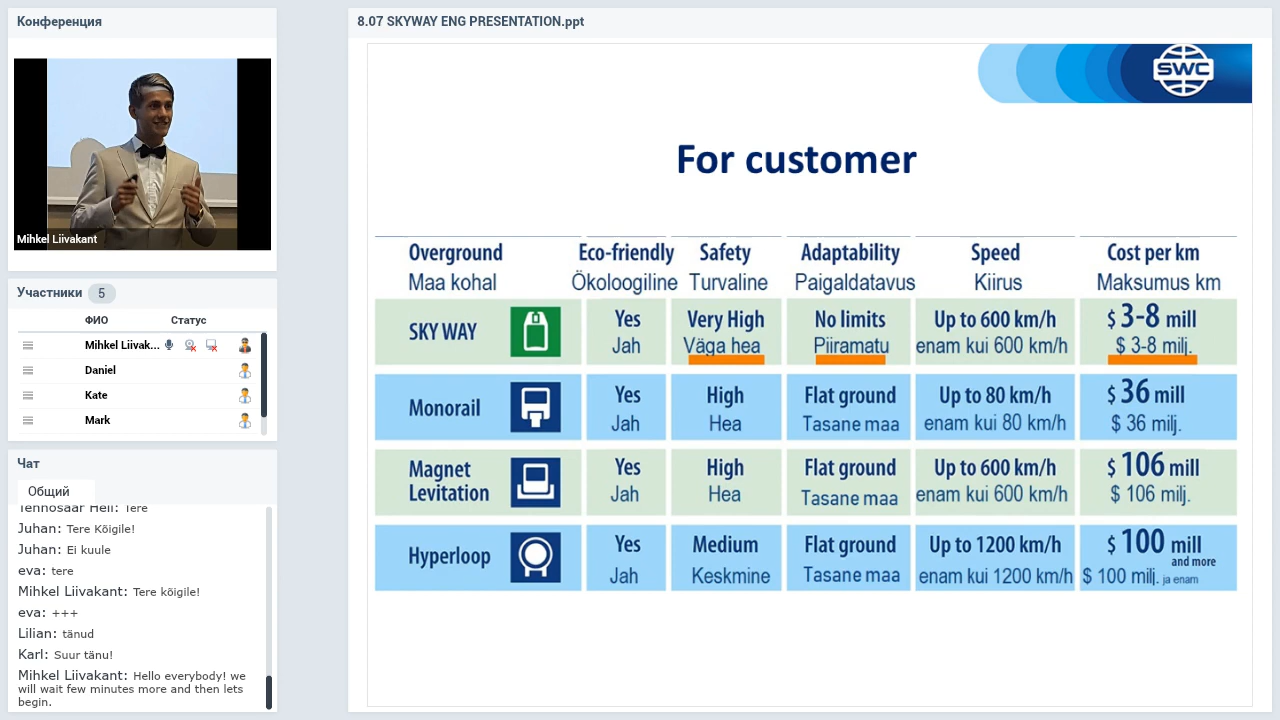 Конференция
Mihkel Liivakant
Участники 5
ФИО Статус
Mihkel Liivak...
Daniel
Kate
Mark
Чат
Общий
Tennosaar Heli: Tere
Juhan: Tere Kõigile!
Juhan: Ei kuule
eva: tere
Mihkel Liivakant: Tere kõigile!
eva: +++
Lilian: tänud
Karl: Suur tänu!
Mihkel Liivakant: Hello everybody! we
will wait few minutes more and then lets
begin.
8.07 SKYWAY ENG PRESENTATION.ppt
SWC
For customer
Overground Eco-friendly Safety Adaptability Speed Cost per km
Maa kohal Ökoloogiline Turvaline Paigaldatavus Kiirus Maksumus km
SKY WAY Yes Very High No limits Up to 600 km/h $ 3-8 mill
Jah Väga hea Piiramatu enam kui 600 km/h $ 3-8 milj.
Monorail Yes High Flat ground Up to 80 km/h $ 36 mill
Jah Hea Tasane maa enam kui 80 km/h $ 36 milj.
Magnet Yes High Flat ground Up to 600 km/h $ 106 mill
Levitation Jah Hea Tasane maa enam kui 600 km/h $ 106 milj.
Hyperloop Yes Medium Flat ground Up to 1200 km/h $ 100 mill
and more
Jah Keskmine Tasane maa enam kui 1200 km/h $ 100 milj. ja enam